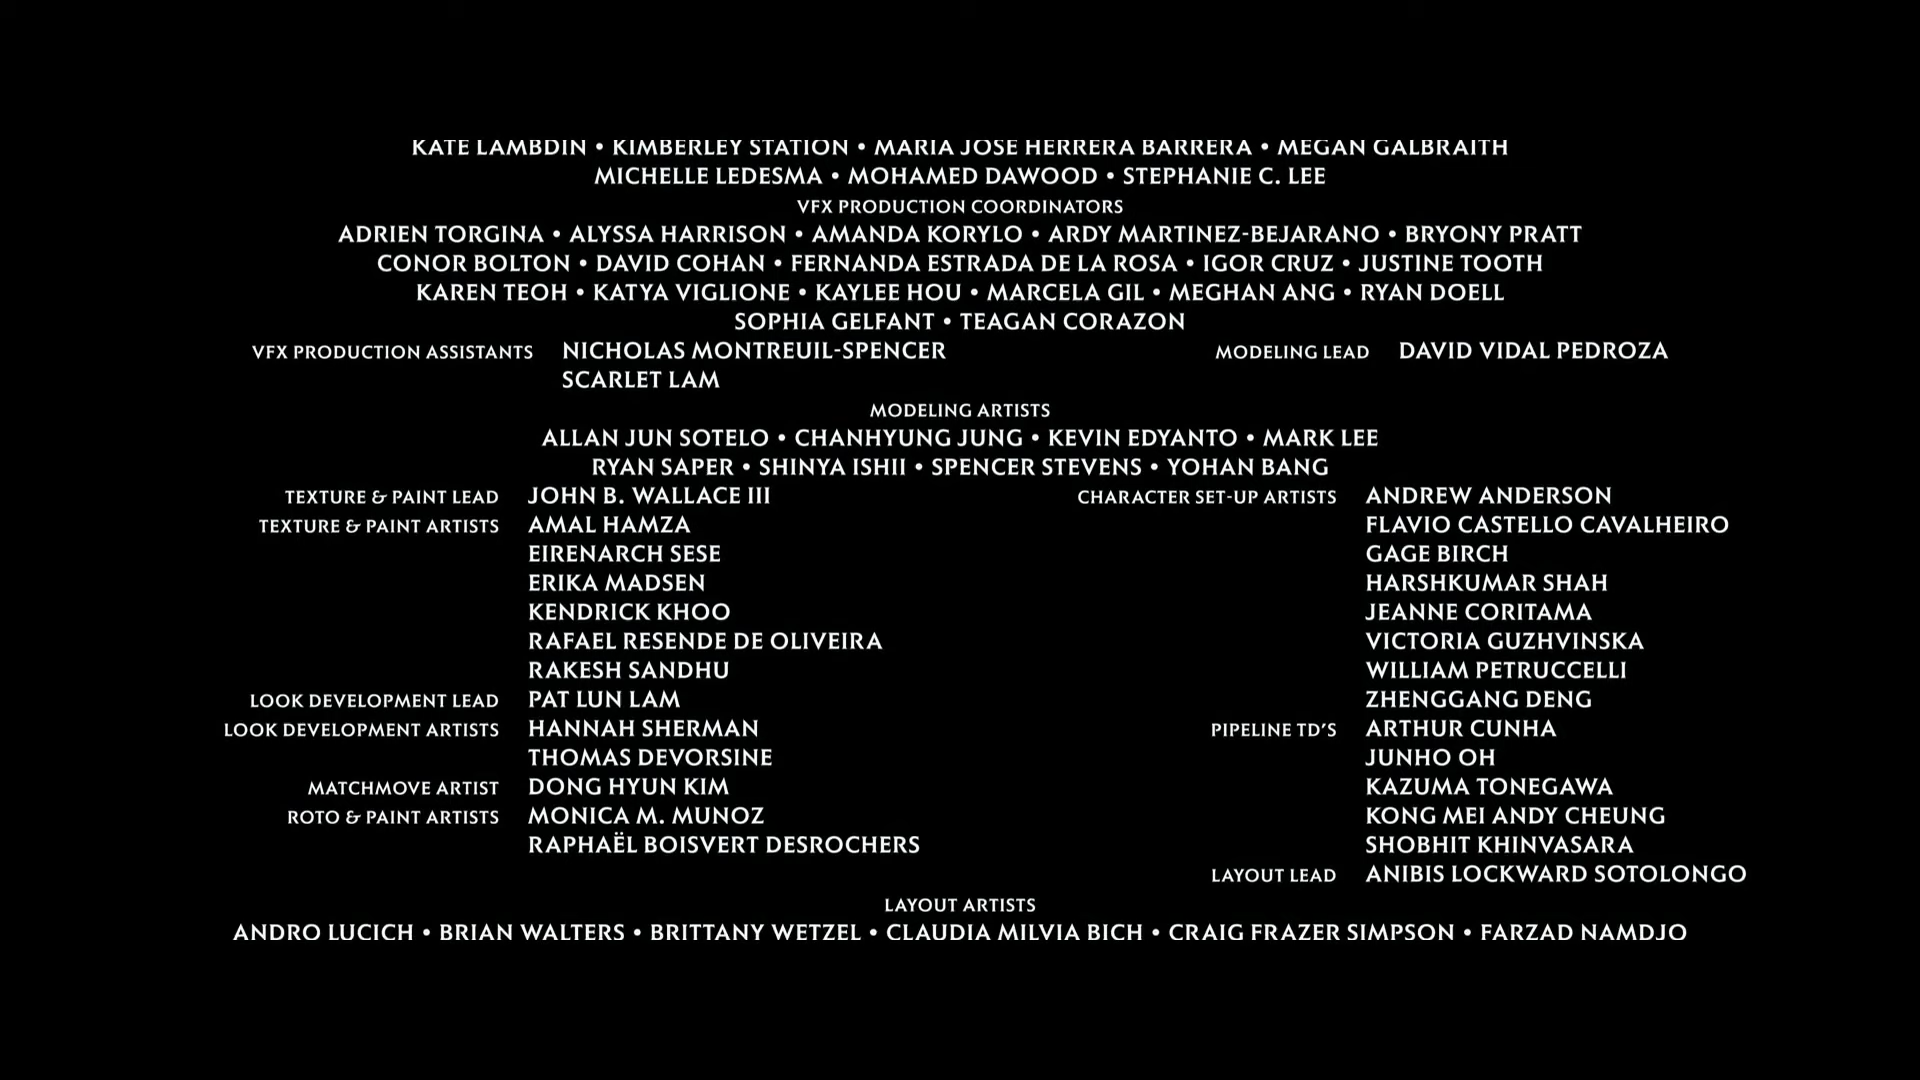 KATE LAMBDIN • KIMBERLEY STATION • MARIA JOSE HERRERA BARRERA • MEGAN GALBRAITH
MICHELLE LEDESMA • MOHAMED DAWOOD • STEPHANIE C. LEE
VFX PRODUCTION COORDINATORS
ADRIEN TORGINA • ALYSSA HARRISON • AMANDA KORYLO • ARDY MARTINEZ-BEJARANO • BRYONY PRATT
CONOR BOLTON • DAVID COHAN • FERNANDA ESTRADA DE LA ROSA • IGOR CRUZ • JUSTINE TOOTH
KAREN TEOH • KATYA VIGLIONE • KAYLEE HOU • MARCELA GIL • MEGHAN ANG • RYAN DOELL
SOPHIA GELFANT • TEAGAN CORAZON
VFX PRODUCTION ASSISTANTS NICHOLAS MONTREUIL-SPENCER
SCARLET LAM
MODELING LEAD DAVID VIDAL PEDROZA
MODELING ARTISTS
ALLAN JUN SOTELO • CHANHYUNG JUNG • KEVIN EDYANTO • MARK LEE
RYAN SAPER • SHINYA ISHII • SPENCER STEVENS • YOHAN BANG
TEXTURE & PAINT LEAD JOHN B. WALLACE III
TEXTURE & PAINT ARTISTS AMAL HAMZA
EIRENARCH SESE
ERIKA MADSEN
KENDRICK KHOO
RAFAEL RESENDE DE OLIVEIRA
RAKESH SANDHU
LOOK DEVELOPMENT LEAD PAT LUN LAM
LOOK DEVELOPMENT ARTISTS HANNAH SHERMAN
THOMAS DEVORSINE
MATCHMOVE ARTIST DONG HYUN KIM
ROTO & PAINT ARTISTS MONICA M. MUNOZ
RAPHAËL BOISVERT DESROCHERS
CHARACTER SET-UP ARTISTS ANDREW ANDERSON
FLAVIO CASTELLO CAVALHEIRO
GAGE BIRCH
HARSHKUMAR SHAH
JEANNE CORITAMA
VICTORIA GUZHVINSKA
WILLIAM PETRUCCELLI
ZHENGGANG DENG
PIPELINE TD'S ARTHUR CUNHA
JUNHO OH
KAZUMA TONEGAWA
KONG MEI ANDY CHEUNG
SHOBHIT KHINVASARA
LAYOUT LEAD ANIBIS LOCKWARD SOTOLONGO
LAYOUT ARTISTS
ANDRO LUCICH • BRIAN WALTERS • BRITTANY WETZEL • CLAUDIA MILVIA BICH • CRAIG FRAZER SIMPSON • FARZAD NAMDJO